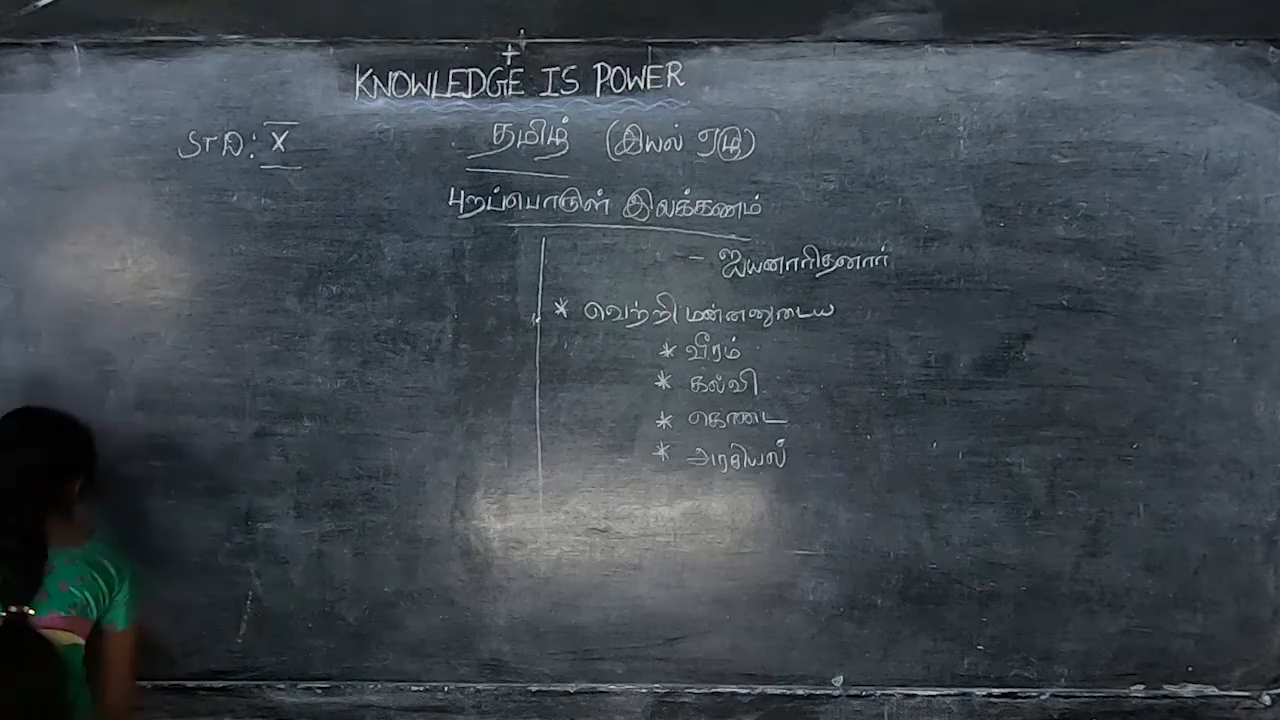 KNOWLEDGE IS POWER
STD: X
தமிழ் (இயல் ஏழு)
புறப்பொருள் இலக்கணம்
- ஐயனாரிதனார்
* வெற்றி மன்னனுடைய
* வீரம்
* கல்வி
* கொடை
* அரசியல்